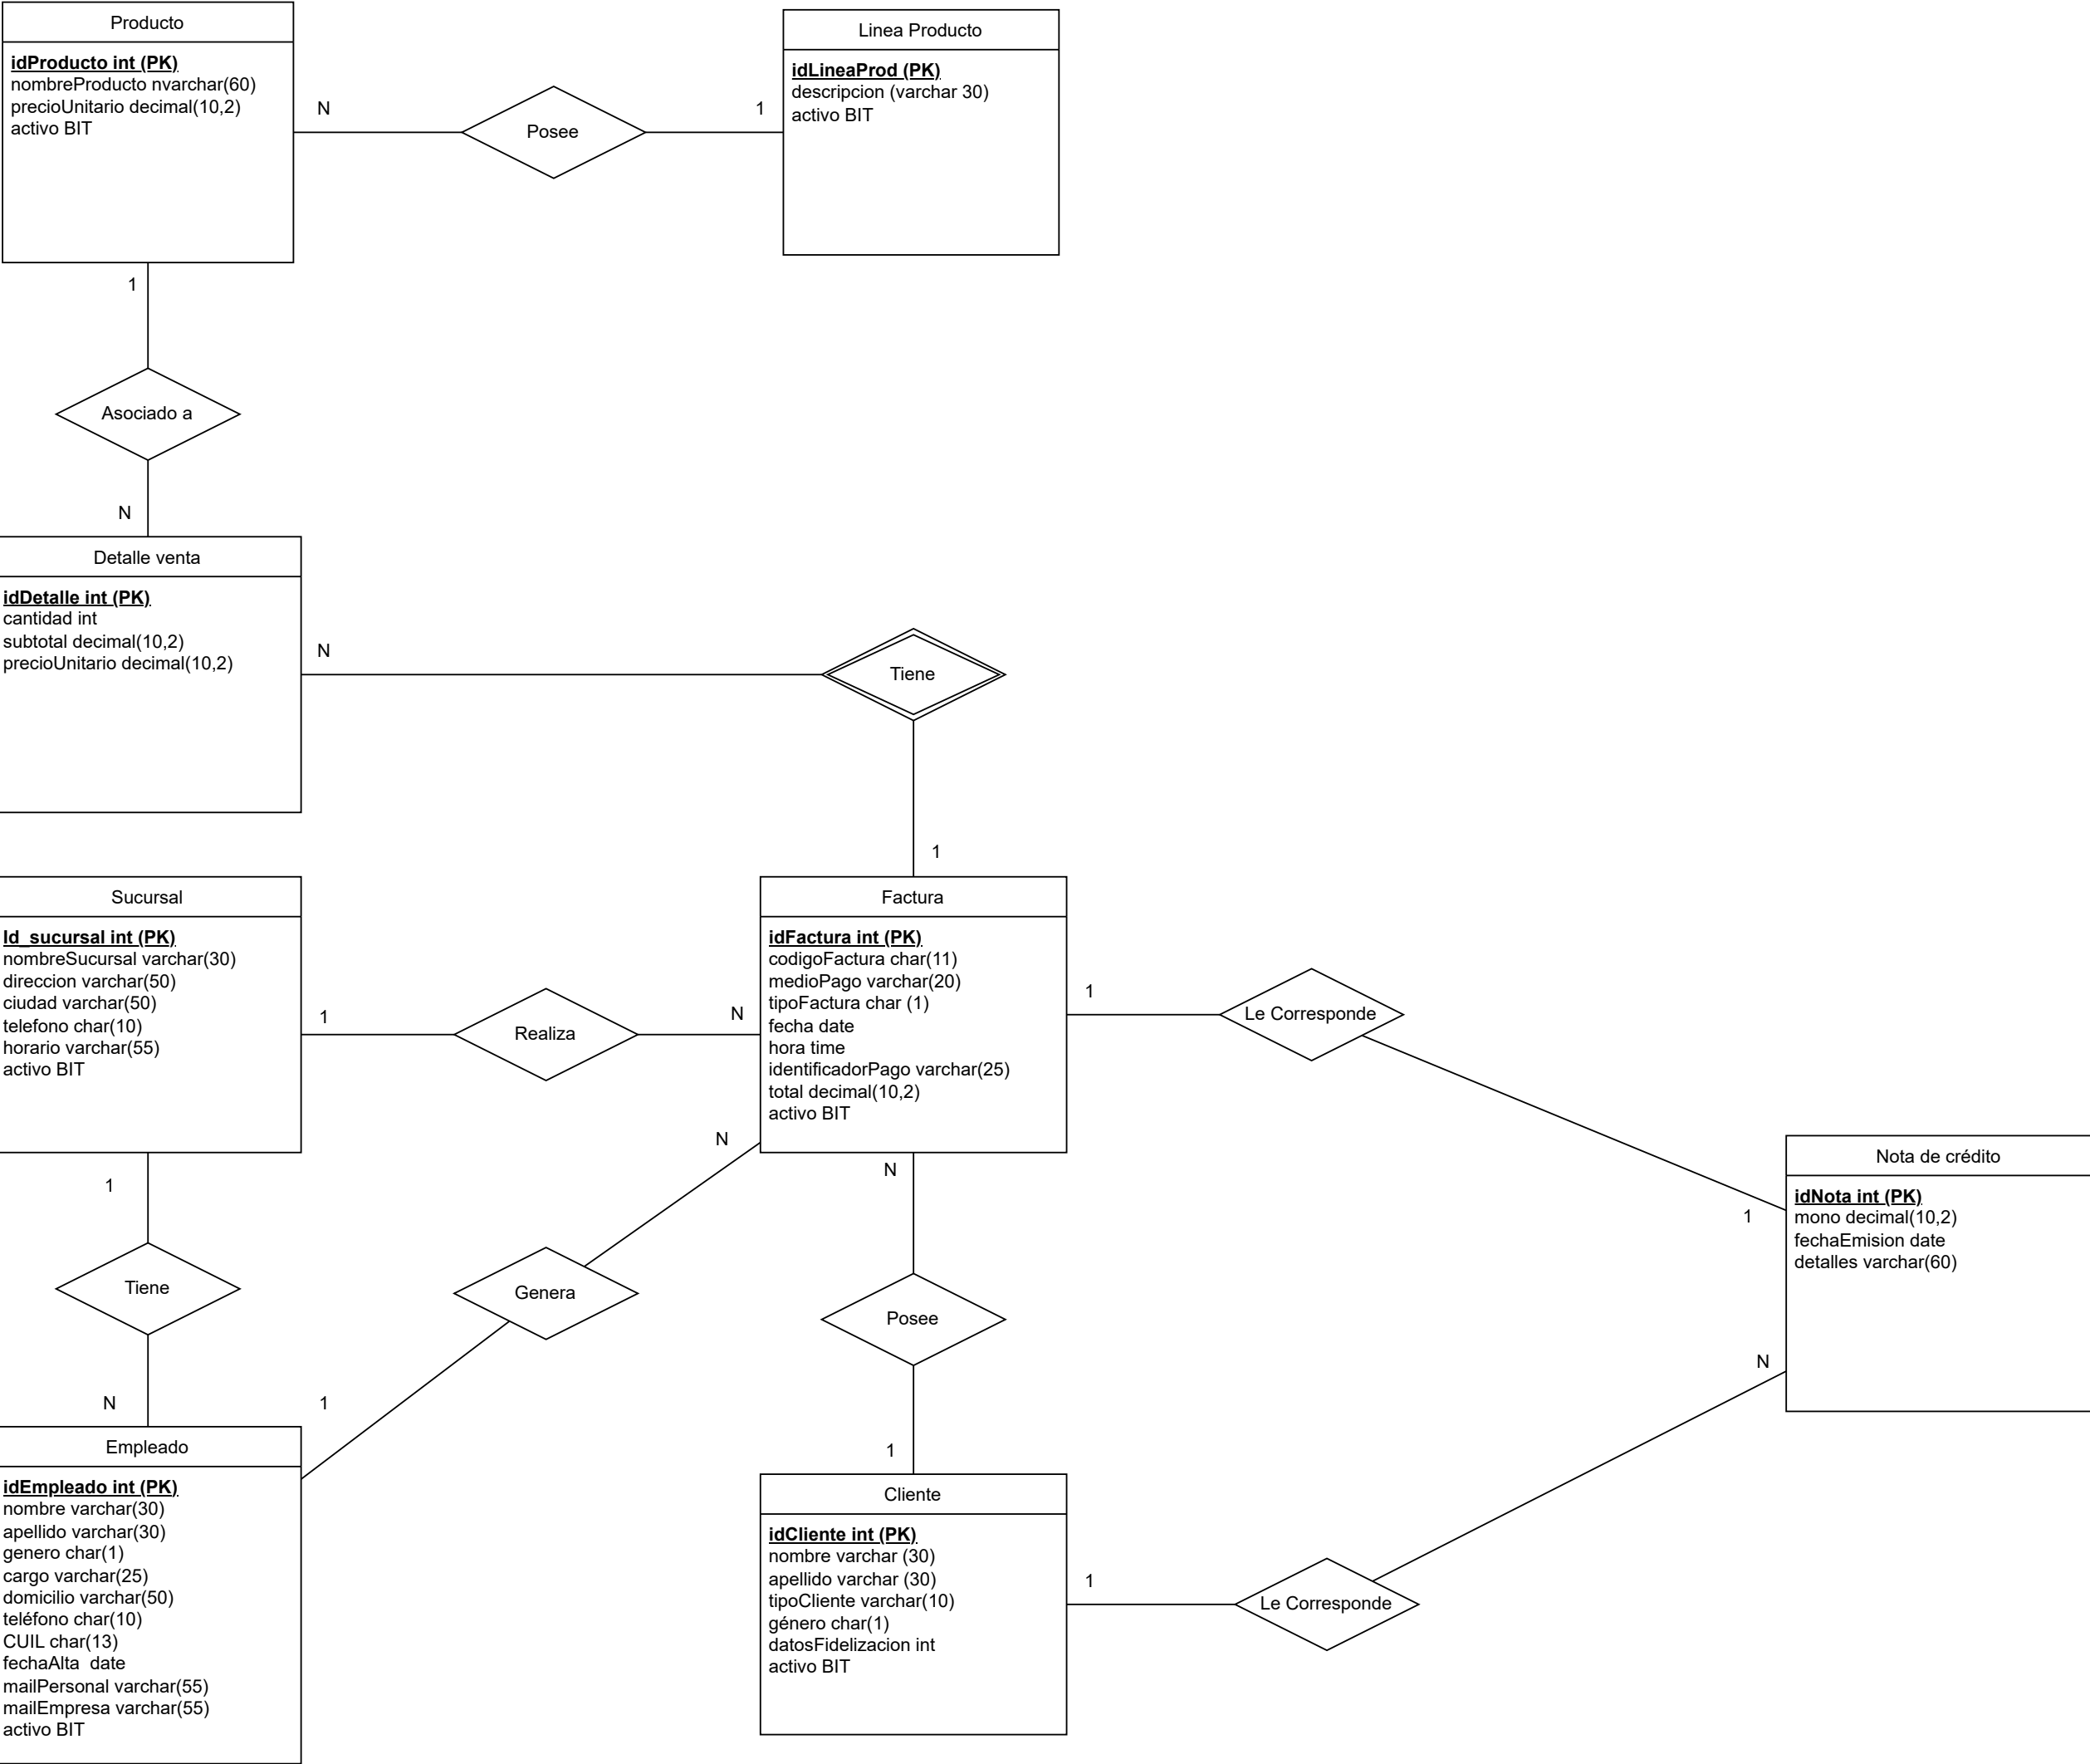 Producto
idProducto int (PK)
nombreProducto nvarchar(60)
precioUnitario decimal(10,2)
activo BIT
N
Posee
1
Linea Producto
idLineaProd (PK)
descripcion (varchar 30)
activo BIT
1
Asociado a
N
Detalle venta
idDetalle int (PK)
cantidad int
subtotal decimal(10,2)
precioUnitario decimal(10,2)
N
Tiene
1
Sucursal
Id_sucursal int (PK)
nombreSucursal varchar(30)
direccion varchar(50)
ciudad varchar(50)
telefono char(10)
horario varchar(55)
activo BIT
1
Realiza
N
Factura
idFactura int (PK)
codigoFactura char(11)
medioPago varchar(20)
tipoFactura char (1)
fecha date
hora time
identificadorPago varchar(25)
total decimal(10,2)
activo BIT
1
Le Corresponde
1
Nota de crédito
idNota int (PK)
mono decimal(10,2)
fechaEmision date
detalles varchar(60)
N
1
Tiene
N
N
Genera
1
N
Posee
1
Empleado
idEmpleado int (PK)
nombre varchar(30)
apellido varchar(30)
genero char(1)
cargo varchar(25)
domicilio varchar(50)
teléfono char(10)
CUIL char(13)
fechaAlta  date
mailPersonal varchar(55)
mailEmpresa varchar(55)
activo BIT
Cliente
idCliente int (PK)
nombre varchar (30)
apellido varchar (30)
tipoCliente varchar(10)
género char(1)
datosFidelizacion int
activo BIT
1
Le Corresponde